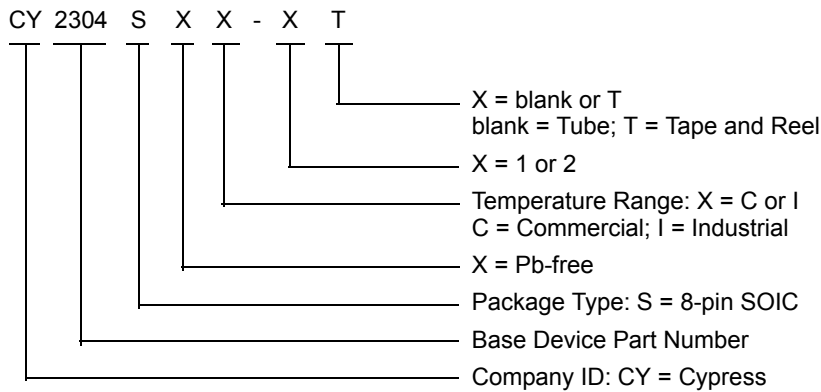 CY 2304 S X X - X T
X = blank or T
blank = Tube; T = Tape and Reel
X = 1 or 2
Temperature Range: X = C or I
C = Commercial; I = Industrial
X = Pb-free
Package Type: S = 8-pin SOIC
Base Device Part Number
Company ID: CY = Cypress